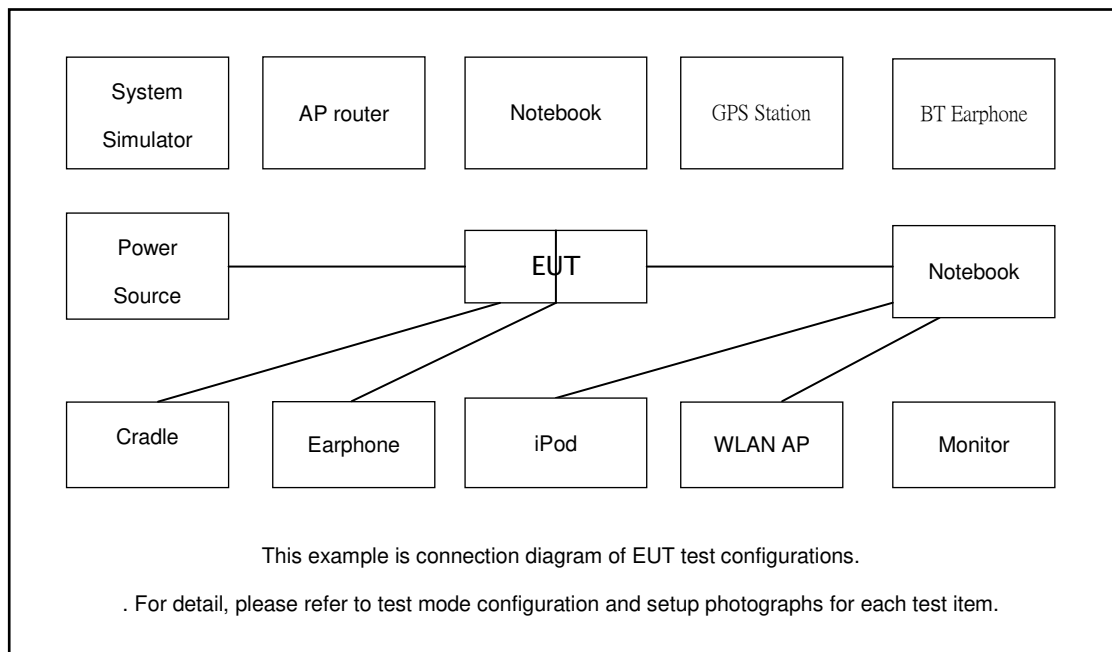 System
Simulator
AP router
Notebook
GPS Station
BT Earphone
Power
Source
EUT
Notebook
Cradle
Earphone
iPod
WLAN AP
Monitor
This example is connection diagram of EUT test configurations.
. For detail, please refer to test mode configuration and setup photographs for each test item.